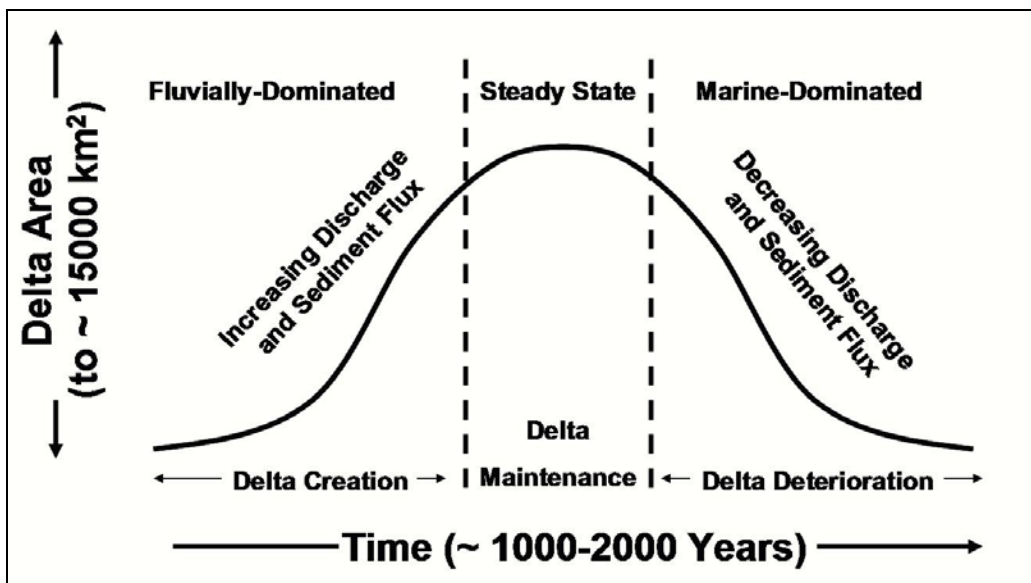 Fluvially-Dominated
Steady State
Marine-Dominated
Delta Area
(to ~ 15000 km²)
Increasing Discharge
and Sediment Flux
Decreasing Discharge
and Sediment Flux
Delta Creation
Delta
Maintenance
Delta Deterioration
Time (~ 1000-2000 Years)